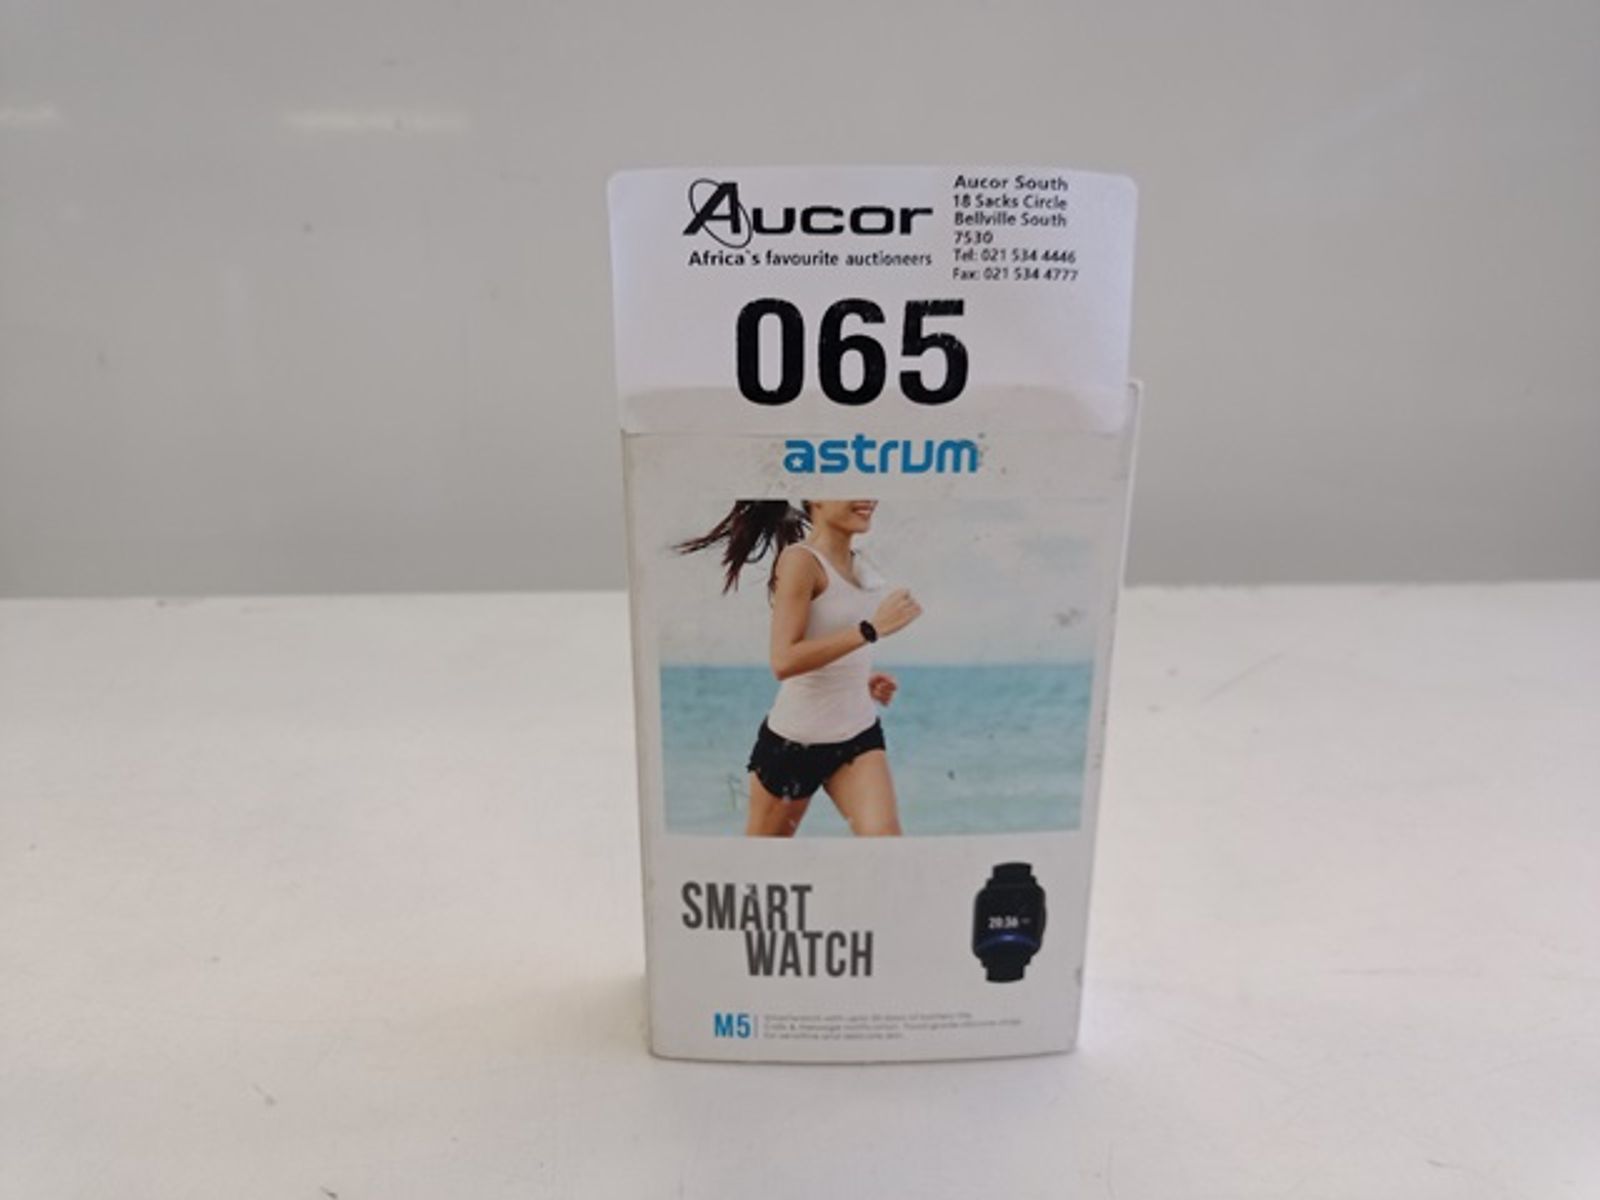 Aucor
Africa`s favourite auctioneers
Aucor South
18 Sacks Circle
Bellville South
7530
Tel: 021 534 4446
Fax: 021 534 4777
065
astrum
SMART
WATCH
20:36
M5